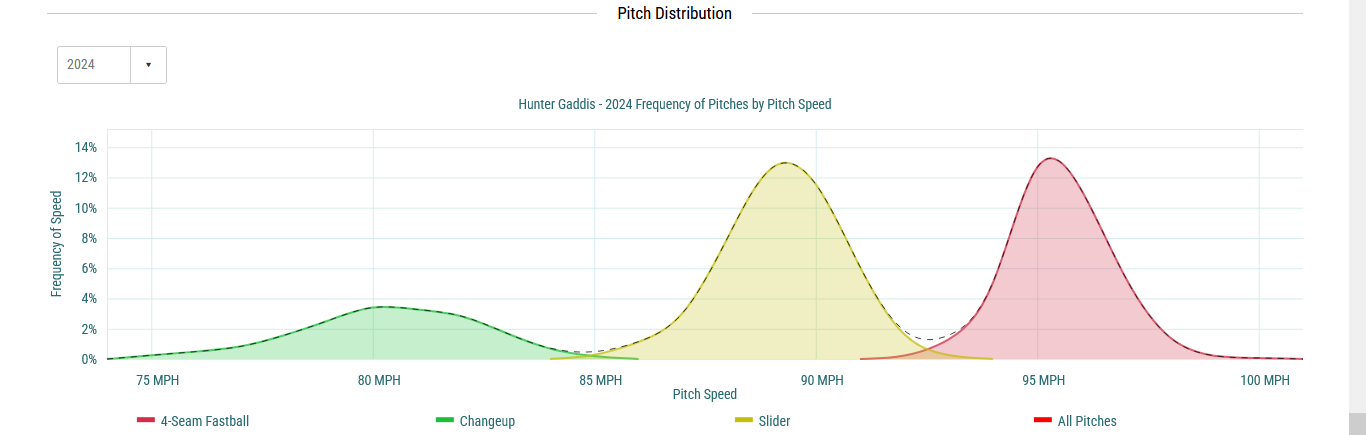 Pitch Distribution
2024
Hunter Gaddis - 2024 Frequency of Pitches by Pitch Speed
Frequency of Speed
14%
12%
10%
8%
6%
4%
2%
0%
75 MPH 80 MPH 85 MPH 90 MPH 95 MPH 100 MPH
Pitch Speed
4-Seam Fastball Changeup Slider All Pitches